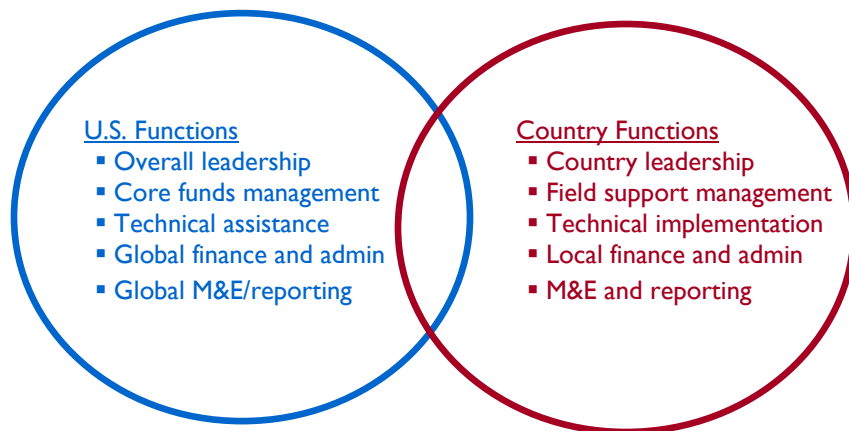 U.S. Functions
▪ Overall leadership
▪ Core funds management
▪ Technical assistance
▪ Global finance and admin
▪ Global M&E/reporting
Country Functions
▪ Country leadership
▪ Field support management
▪ Technical implementation
▪ Local finance and admin
▪ M&E and reporting